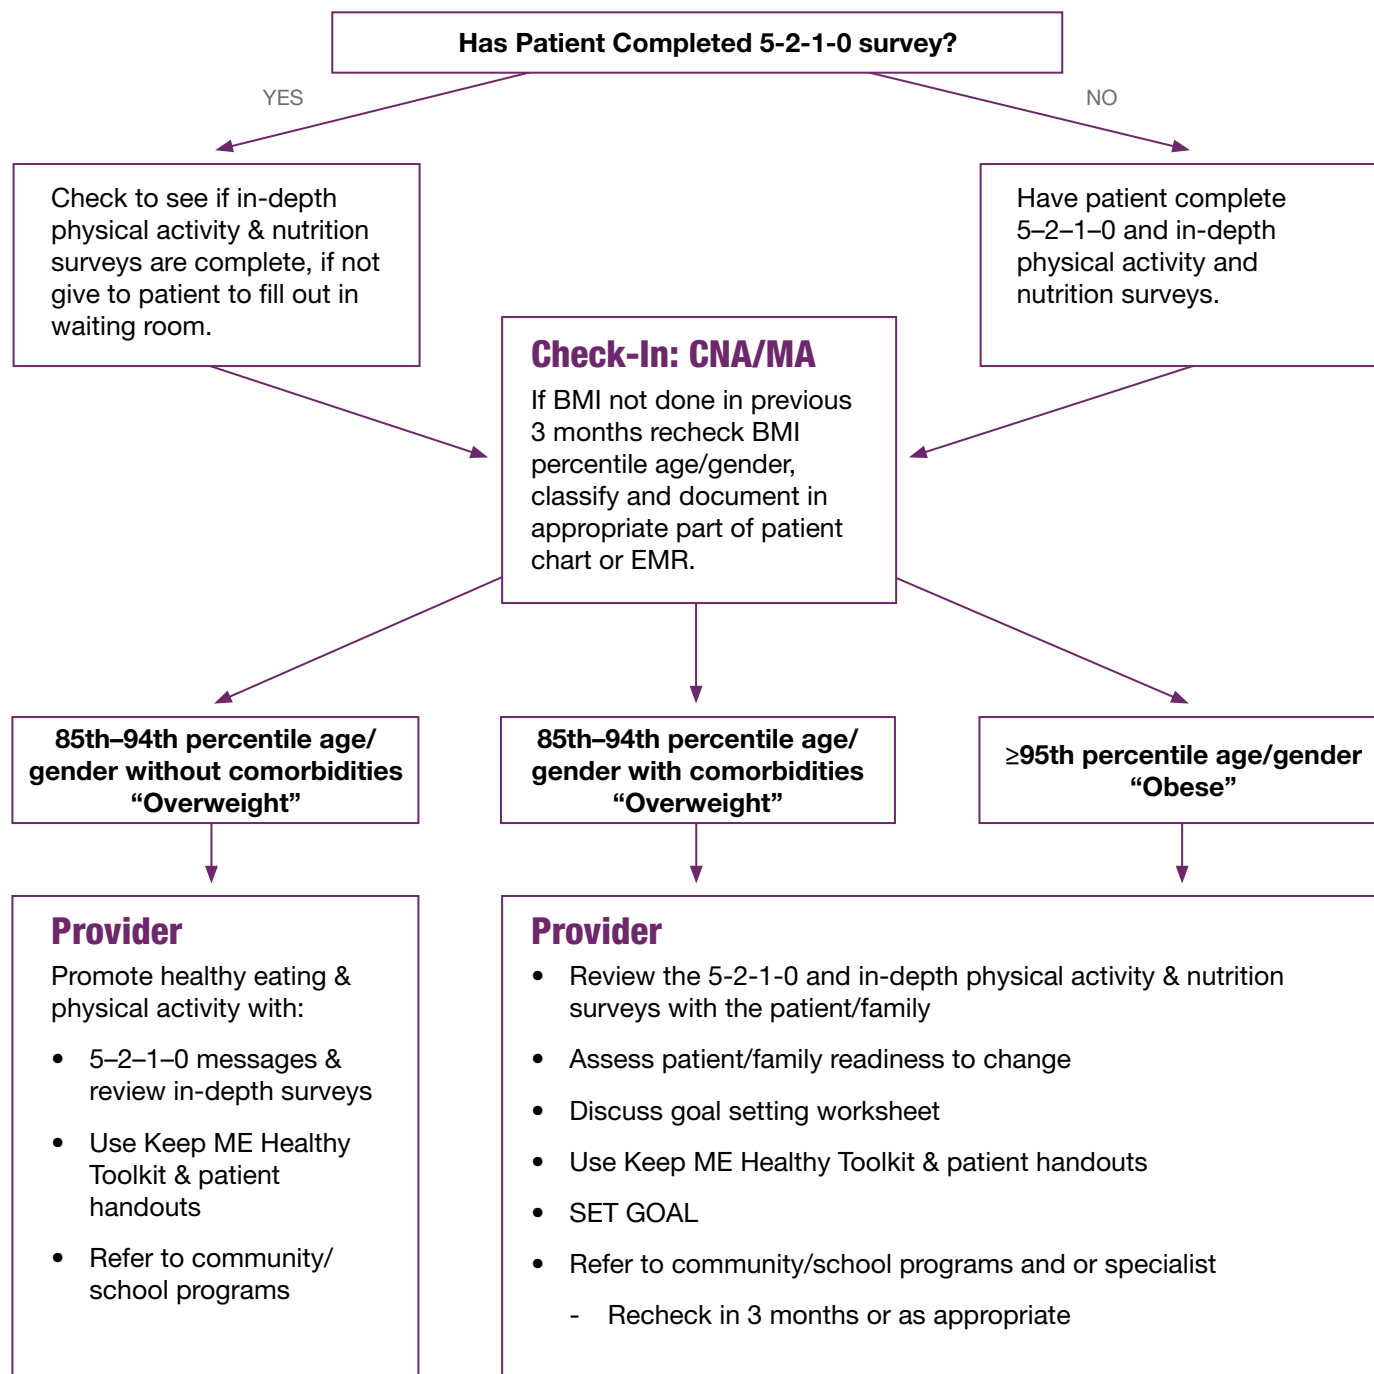 Has Patient Completed 5-2-1-0 survey?
YES
NO
Check to see if in-depth
physical activity & nutrition
surveys are complete, if not
give to patient to fill out in
waiting room.
Have patient complete
5–2–1–0 and in-depth
physical activity and
nutrition surveys.
Check-In: CNA/MA
If BMI not done in previous
3 months recheck BMI
percentile age/gender,
classify and document in
appropriate part of patient
chart or EMR.
85th–94th percentile age/
gender without comorbidities
“Overweight”
85th–94th percentile age/
gender with comorbidities
“Overweight”
≥95th percentile age/gender
“Obese”
Provider
Promote healthy eating &
physical activity with:
• 5–2–1–0 messages &
review in-depth surveys
• Use Keep ME Healthy
Toolkit & patient
handouts
• Refer to community/
school programs
Provider
• Review the 5-2-1-0 and in-depth physical activity & nutrition
surveys with the patient/family
• Assess patient/family readiness to change
• Discuss goal setting worksheet
• Use Keep ME Healthy Toolkit & patient handouts
• SET GOAL
• Refer to community/school programs and or specialist
- Recheck in 3 months or as appropriate